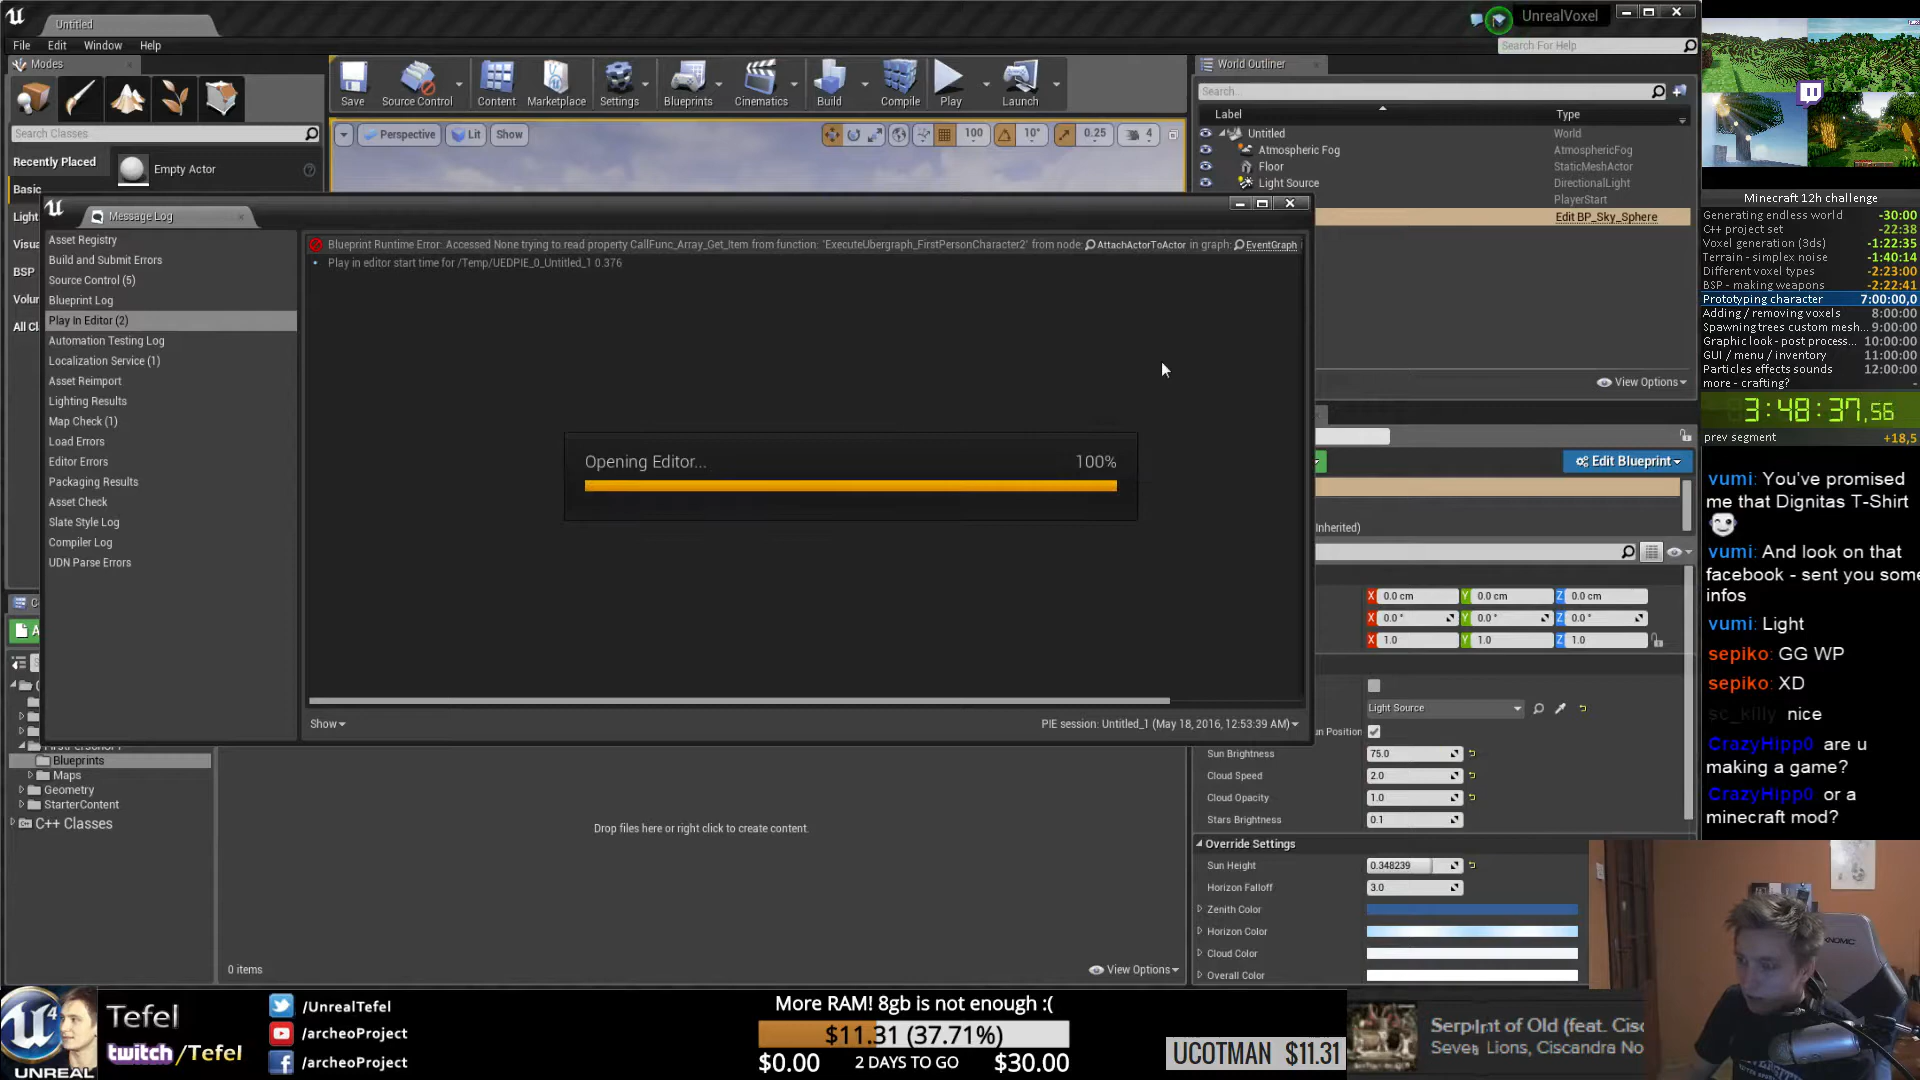 Untitled
UnrealVoxel
File Edit Window Help
Search For Help
Modes
Search Classes
Recently Placed
Empty Actor
Basic
Save
Source Control
Content
Marketplace
Settings
Blueprints
Cinematics
Build
Compile
Play
Launch
Perspective
Lit
Show
100
10°
0.25
4
World Outliner
Search...
Label Type
Untitled World
Atmospheric Fog AtmosphericFog
Floor StaticMeshActor
Light Source DirectionalLight
PlayerStart
Edit BP_Sky_Sphere
View Options
Message Log
Asset Registry
Build and Submit Errors
Source Control (5)
Blueprint Log
Play In Editor (2)
Automation Testing Log
Localization Service (1)
Asset Reimport
Lighting Results
Map Check (1)
Load Errors
Editor Errors
Packaging Results
Asset Check
Slate Style Log
Compiler Log
UDN Parse Errors
Blueprint Runtime Error: Accessed None trying to read property CallFunc_Array_Get_Item from function: 'ExecuteUbergraph_FirstPersonCharacter2' from node: AttachActorToActor in graph: EventGraph
Play in editor start time for /Temp/UEDPIE_0_Untitled_1 0.376
Opening Editor... 100%
Show
PIE session: Untitled_1 (May 18, 2016, 12:53:39 AM)
Edit Blueprint
X 0.0 cm Y 0.0 cm Z 0.0 cm
X 0.0 ° Y 0.0 ° Z 0.0 °
X 1.0 Y 1.0 Z 1.0
Light Source
Sun Brightness 75.0
Cloud Speed 2.0
Cloud Opacity 1.0
Stars Brightness 0.1
Override Settings
Sun Height 0.348239
Horizon Falloff 3.0
Zenith Color
Horizon Color
Cloud Color
Overall Color
Blueprints
Maps
Geometry
StarterContent
C++ Classes
Drop files here or right click to create content.
0 items
View Options
Minecraft 12h challenge
Generating endless world -30:00
C++ project set -22:38
Voxel generation (3ds) -1:22:35
Terrain - simplex noise -1:40:14
Different voxel types -2:23:00
BSP - making weapons -2:22:41
Prototyping character 7:00:00,0
Adding / removing voxels 8:00:00
Spawning trees custom mesh... 9:00:00
Graphic look - post process... 10:00:00
GUI / menu / inventory 11:00:00
Particles effects sounds 12:00:00
more - crafting? -
3:48:37,56
prev segment +18,5
vumi: You've promised
me that Dignitas T-Shirt
vumi: And look on that
facebook - sent you some
infos
vumi: Light
sepiko: GG WP
sepiko: XD
sc_killy nice
CrazyHipp0 are u
making a game?
CrazyHipp0 or a
minecraft mod?
UNREAL
Tefel
twitch/Tefel
/UnrealTefel
/archeoProject
/archeoProject
More RAM! 8gb is not enough :(
$11.31 (37.71%)
$0.00 2 DAYS TO GO $30.00
UCOTMAN $11.31